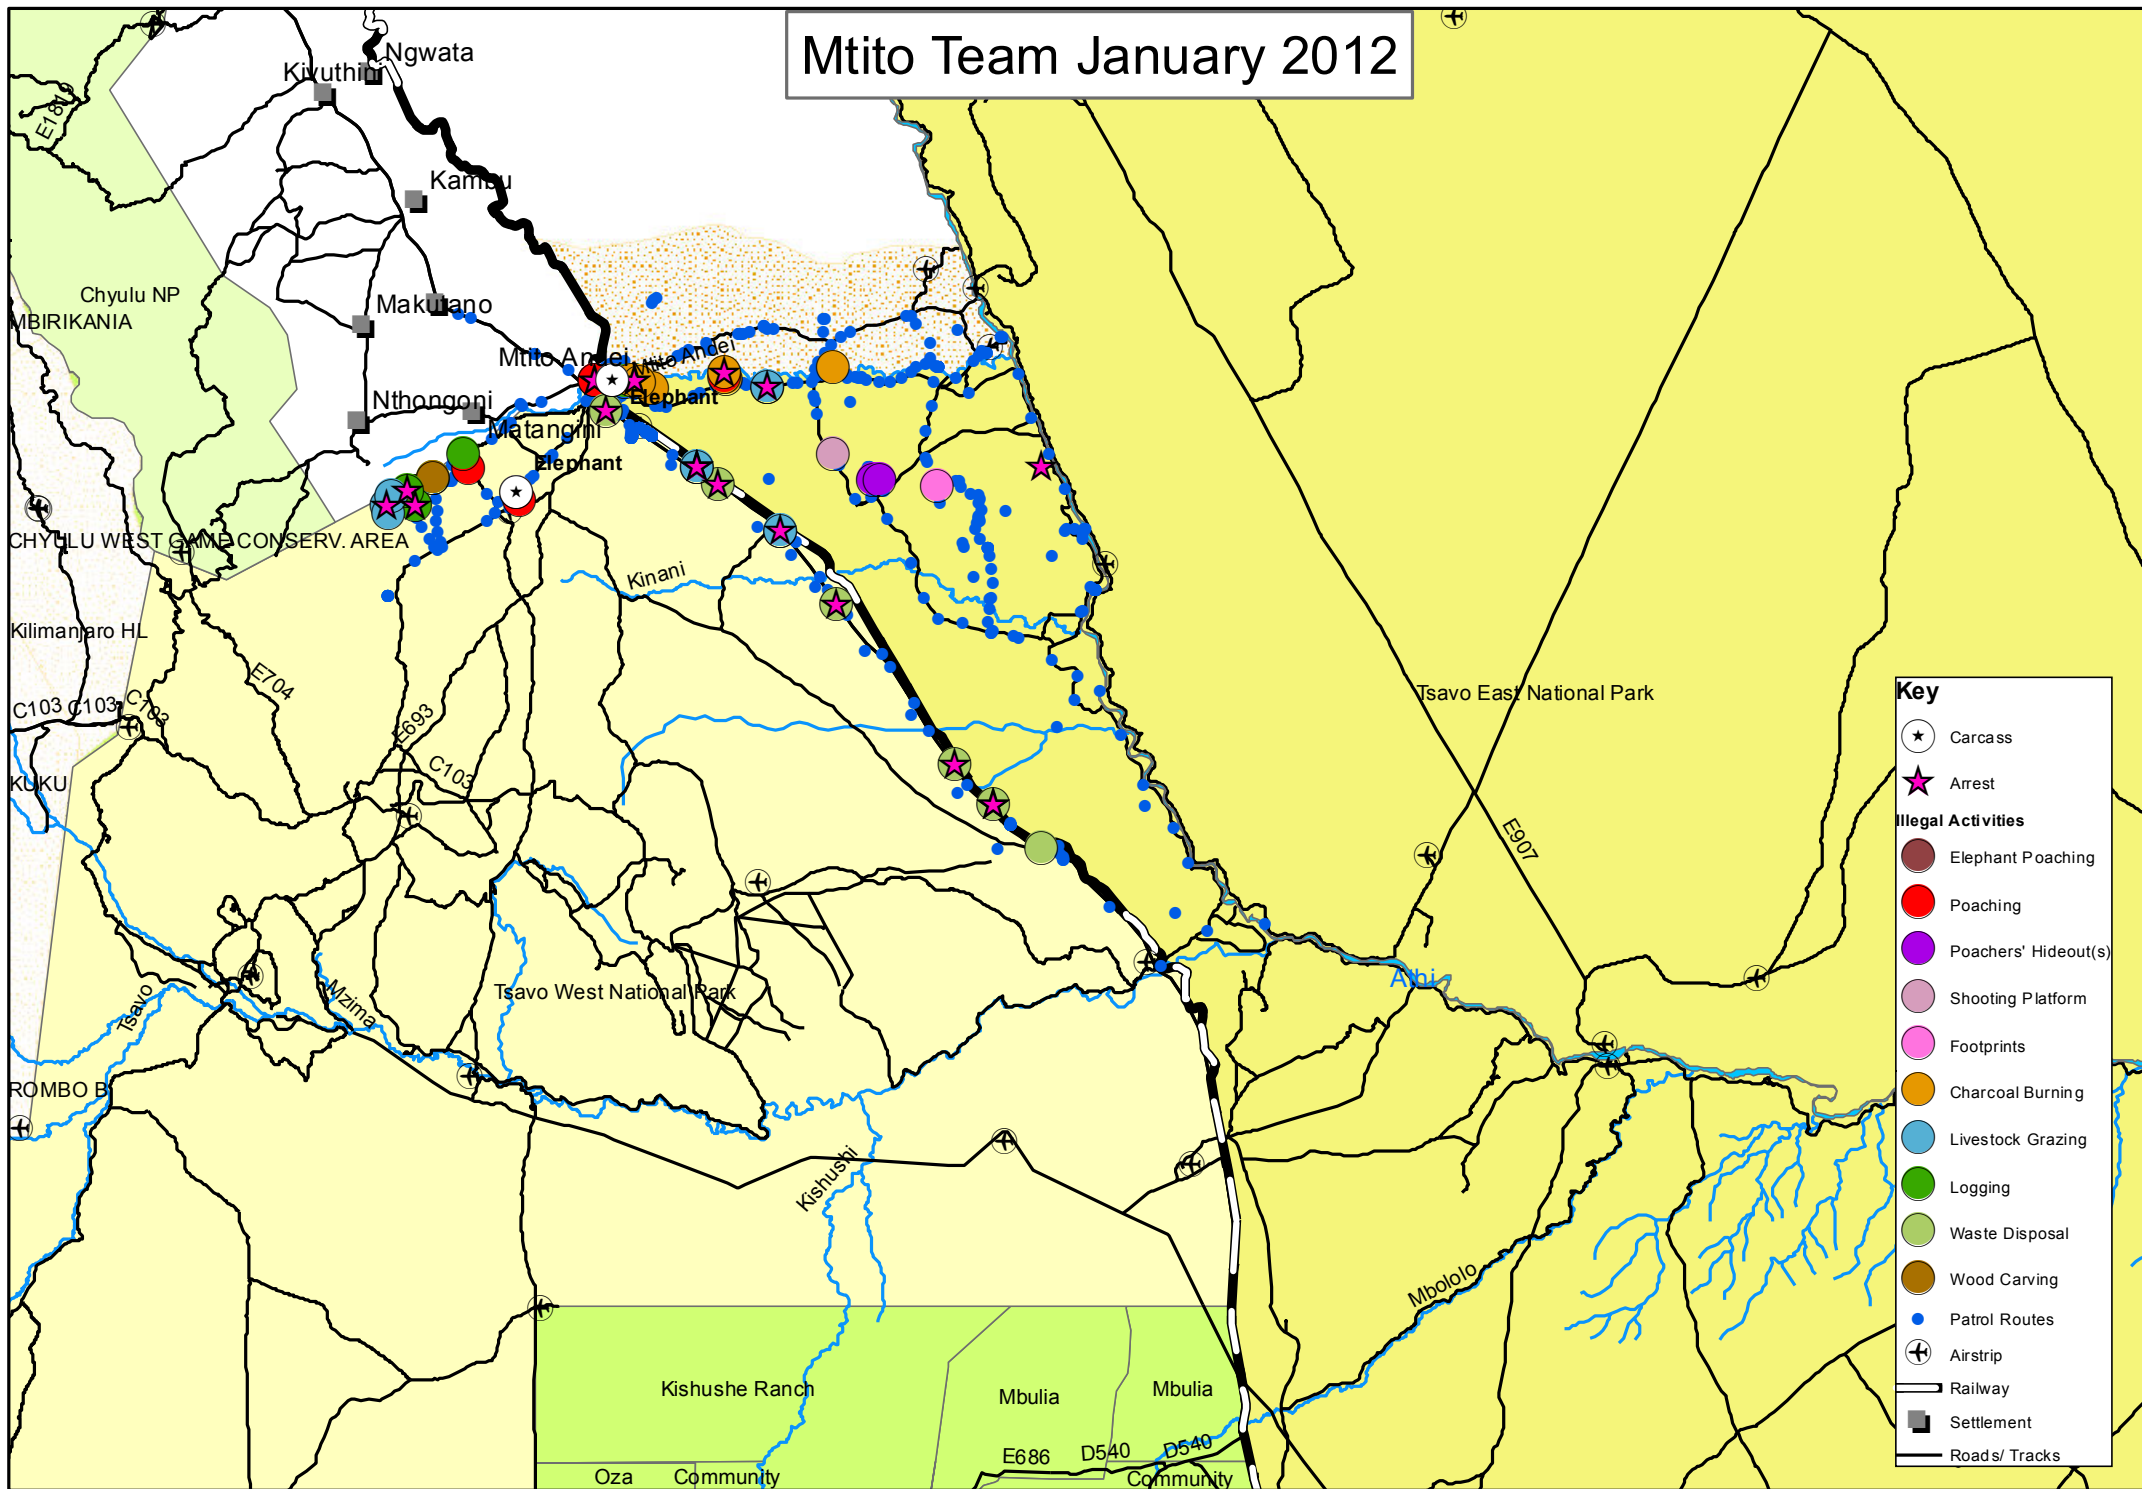 Mtito Team January 2012
Ngwata
Kivuthini
E1819
Kambu
Chyulu NP
MBIRIKANIA
Makutano
Mtito Andei
Mtito Andei
Elephant
Nthongoni
Matangini
Elephant
CHYULU WEST GAME CONSERV. AREA
Kinani
Kilimanjaro HL
E704
C103
C103
C103
E693
C103
KUKU
Tsavo East National Park
E907
Tsavo
Mzima
Tsavo West National Park
Athi
ROMBO B
Kishushi
Mbololo
Kishushe Ranch
Mbulia
Mbulia
E686
D540
D540
Oza
Community
Community
Key
Carcass
Arrest
Illegal Activities
Elephant Poaching
Poaching
Poachers' Hideout(s)
Shooting Platform
Footprints
Charcoal Burning
Livestock Grazing
Logging
Waste Disposal
Wood Carving
Patrol Routes
Airstrip
Railway
Settlement
Roads/ Tracks